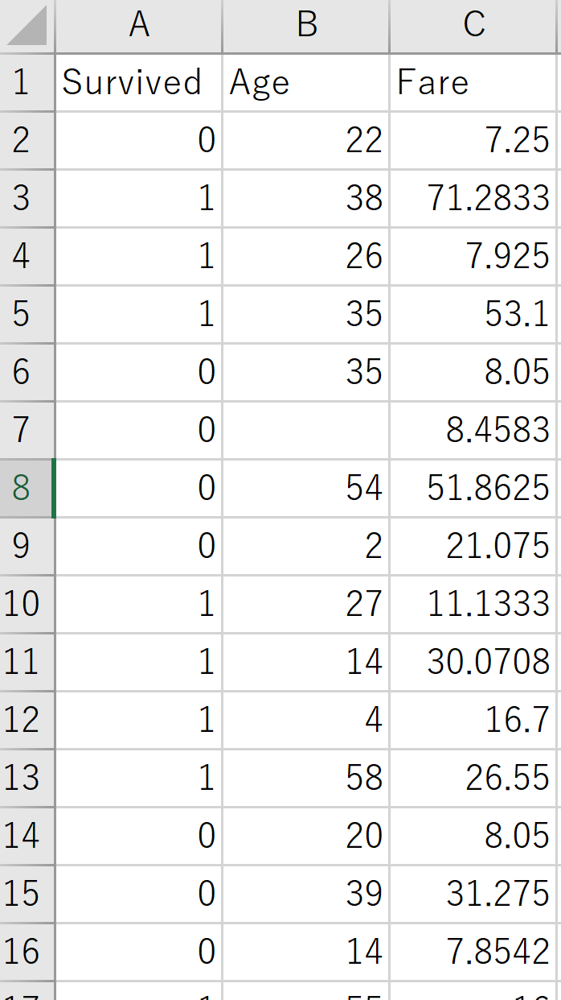 A B C
1 Survived Age Fare
2 0 22 7.25
3 1 38 71.2833
4 1 26 7.925
5 1 35 53.1
6 0 35 8.05
7 0 8.4583
8 0 54 51.8625
9 0 2 21.075
10 1 27 11.1333
11 1 14 30.0708
12 1 4 16.7
13 1 58 26.55
14 0 20 8.05
15 0 39 31.275
16 0 14 7.8542
17 1 55 16